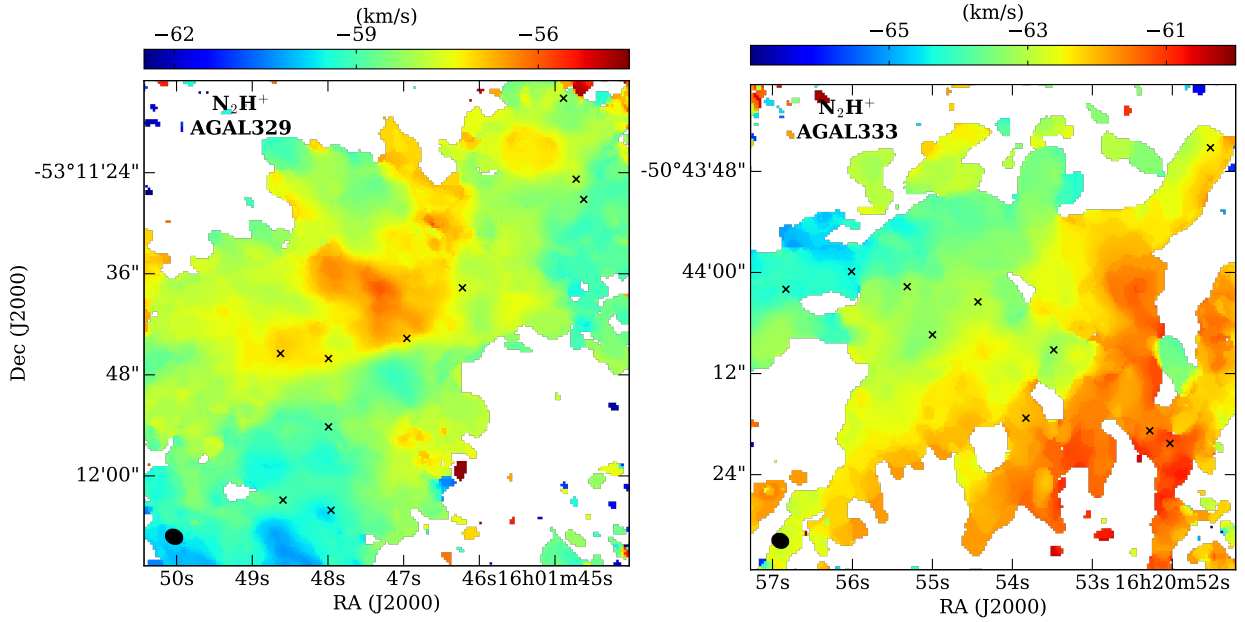 (km/s)
−62 −59 −56
N₂H⁺
AGAL329
-53°11'24"
36"
48"
12'00"
Dec (J2000)
50s 49s 48s 47s 46s 16h01m45s
RA (J2000)
(km/s)
−65 −63 −61
N₂H⁺
AGAL333
-50°43'48"
44'00"
12"
24"
57s 56s 55s 54s 53s 16h20m52s
RA (J2000)